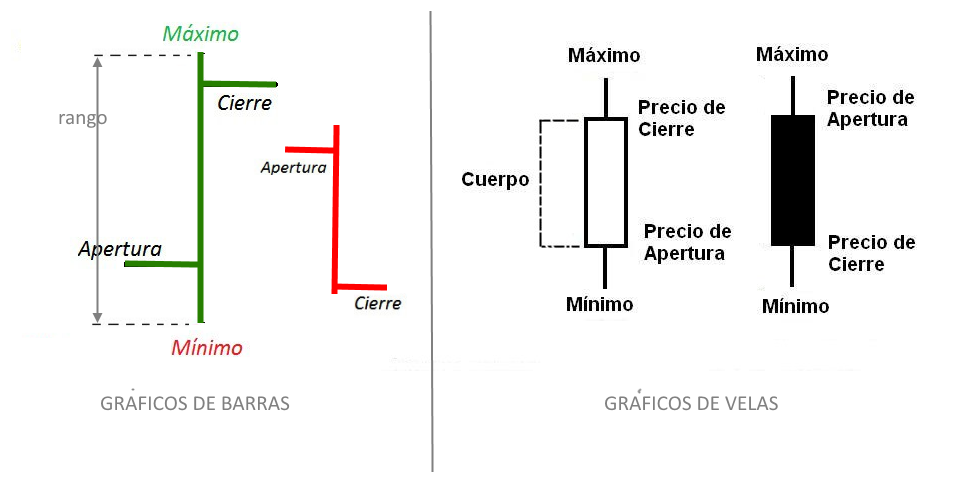 Máximo
Cierre
rango
Apertura
Apertura
Cierre
Mínimo
GRÁFICOS DE BARRAS
Máximo
Precio de
Cierre
Cuerpo
Precio de
Apertura
Mínimo
Máximo
Precio de
Apertura
Precio de
Cierre
Mínimo
GRÁFICOS DE VELAS